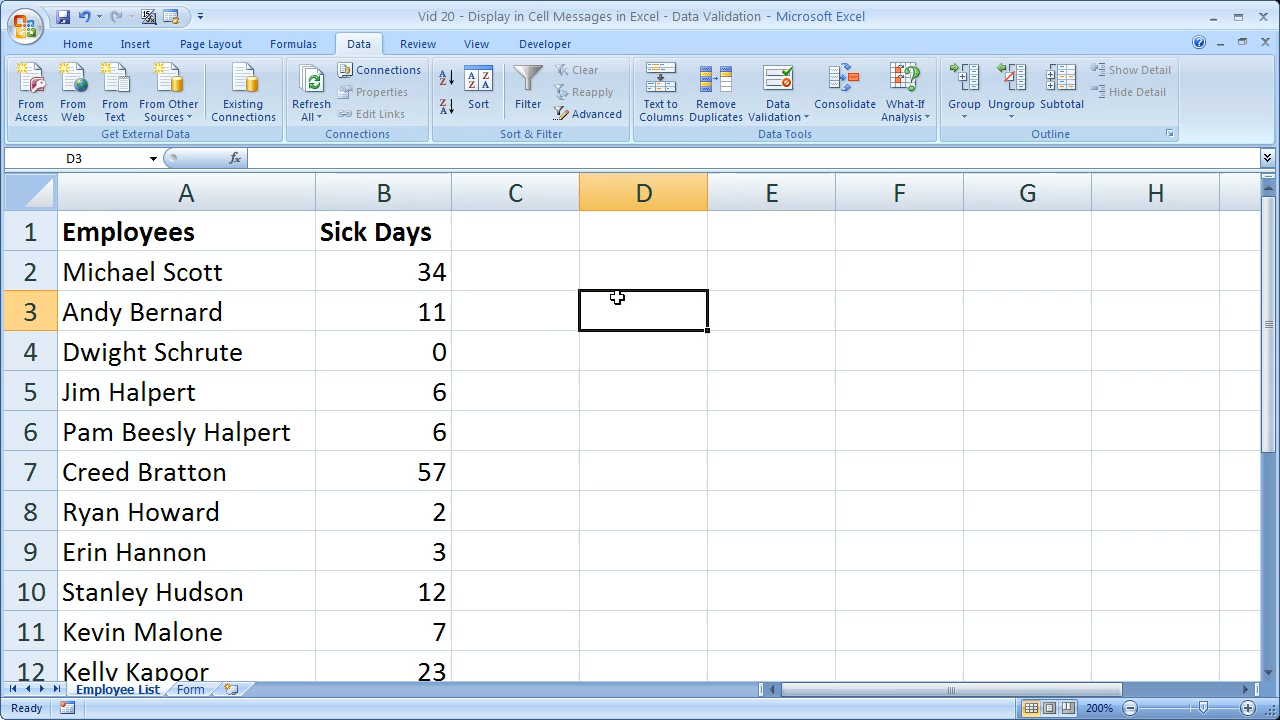 Vid 20 - Display in Cell Messages in Excel - Data Validation - Microsoft Excel
Home Insert Page Layout Formulas Data Review View Developer
From Access
From Web
From Text
From Other Sources
Existing Connections
Get External Data
Refresh All
Connections
Properties
Edit Links
Connections
Sort
Filter
Clear
Reapply
Advanced
Sort & Filter
Text to Columns
Remove Duplicates
Data Validation
Consolidate
What-If Analysis
Data Tools
Group
Ungroup
Subtotal
Show Detail
Hide Detail
Outline
D3 fx
A B C D E F G H
1 Employees Sick Days
2 Michael Scott 34
3 Andy Bernard 11
4 Dwight Schrute 0
5 Jim Halpert 6
6 Pam Beesly Halpert 6
7 Creed Bratton 57
8 Ryan Howard 2
9 Erin Hannon 3
10 Stanley Hudson 12
11 Kevin Malone 7
12 Kelly Kapoor 23
Employee List Form
Ready 200%